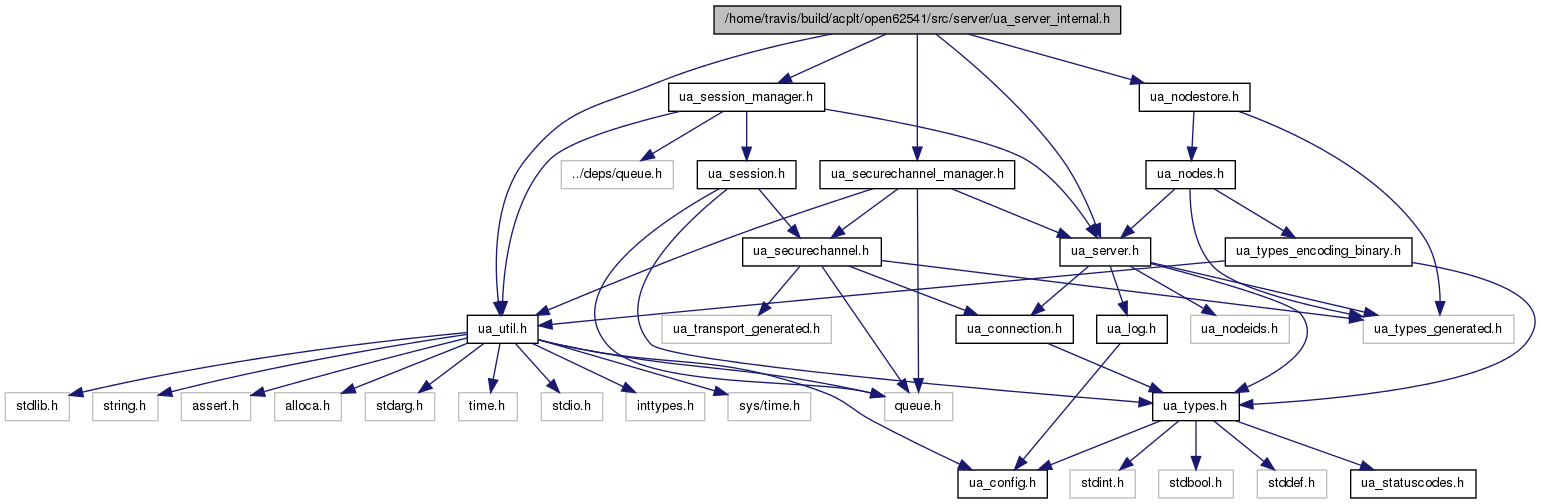 /home/travis/build/acplt/open62541/src/server/ua_server_internal.h
ua_session_manager.h
ua_nodestore.h
../deps/queue.h
ua_session.h
ua_securechannel_manager.h
ua_nodes.h
ua_securechannel.h
ua_server.h
ua_types_encoding_binary.h
ua_util.h
ua_transport_generated.h
ua_connection.h
ua_log.h
ua_nodeids.h
ua_types_generated.h
stdlib.h
string.h
assert.h
alloca.h
stdarg.h
time.h
stdio.h
inttypes.h
sys/time.h
queue.h
ua_types.h
ua_config.h
stdint.h
stdbool.h
stddef.h
ua_statuscodes.h